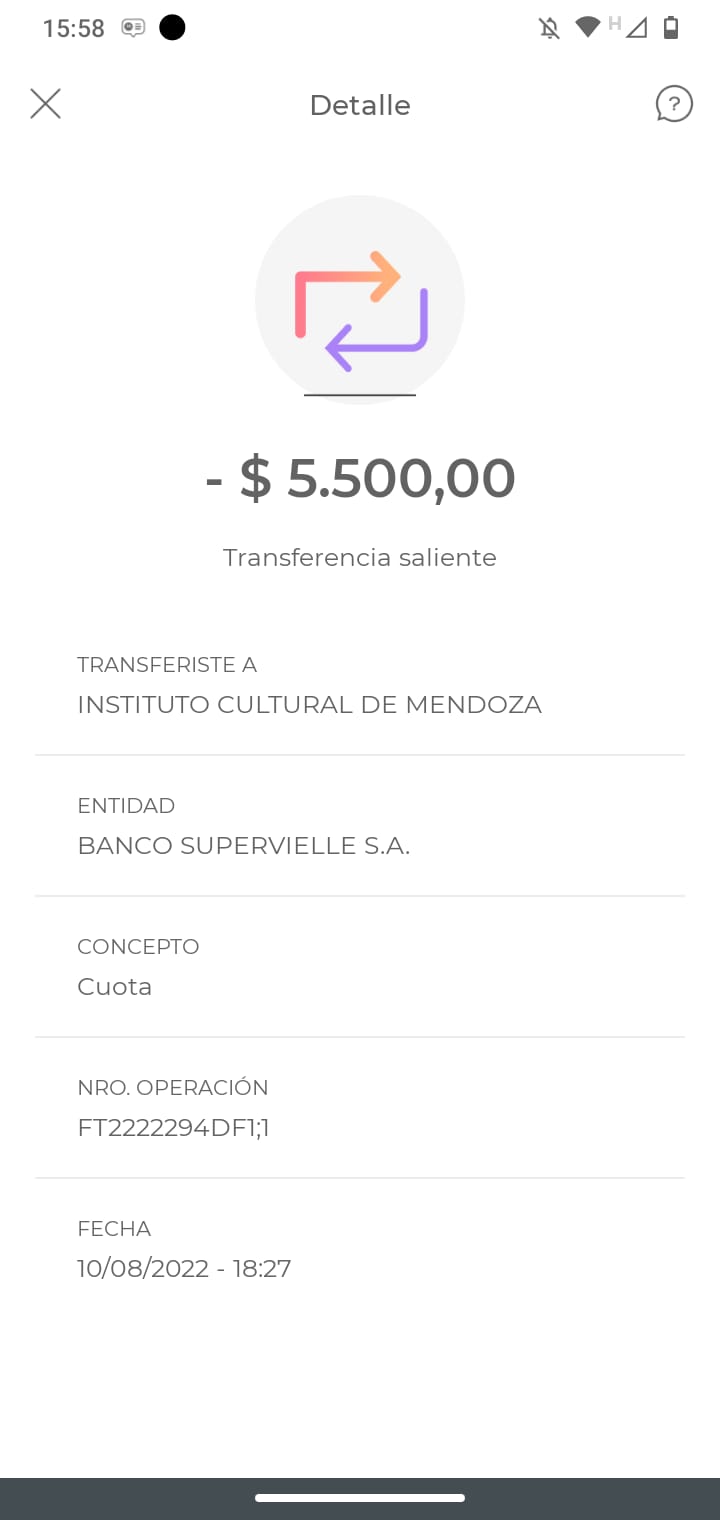 15:58
H
Detalle
?
- $ 5.500,00
Transferencia saliente
TRANSFERISTE A
INSTITUTO CULTURAL DE MENDOZA
ENTIDAD
BANCO SUPERVIELLE S.A.
CONCEPTO
Cuota
NRO. OPERACIÓN
FT2222294DF1;1
FECHA
10/08/2022 - 18:27